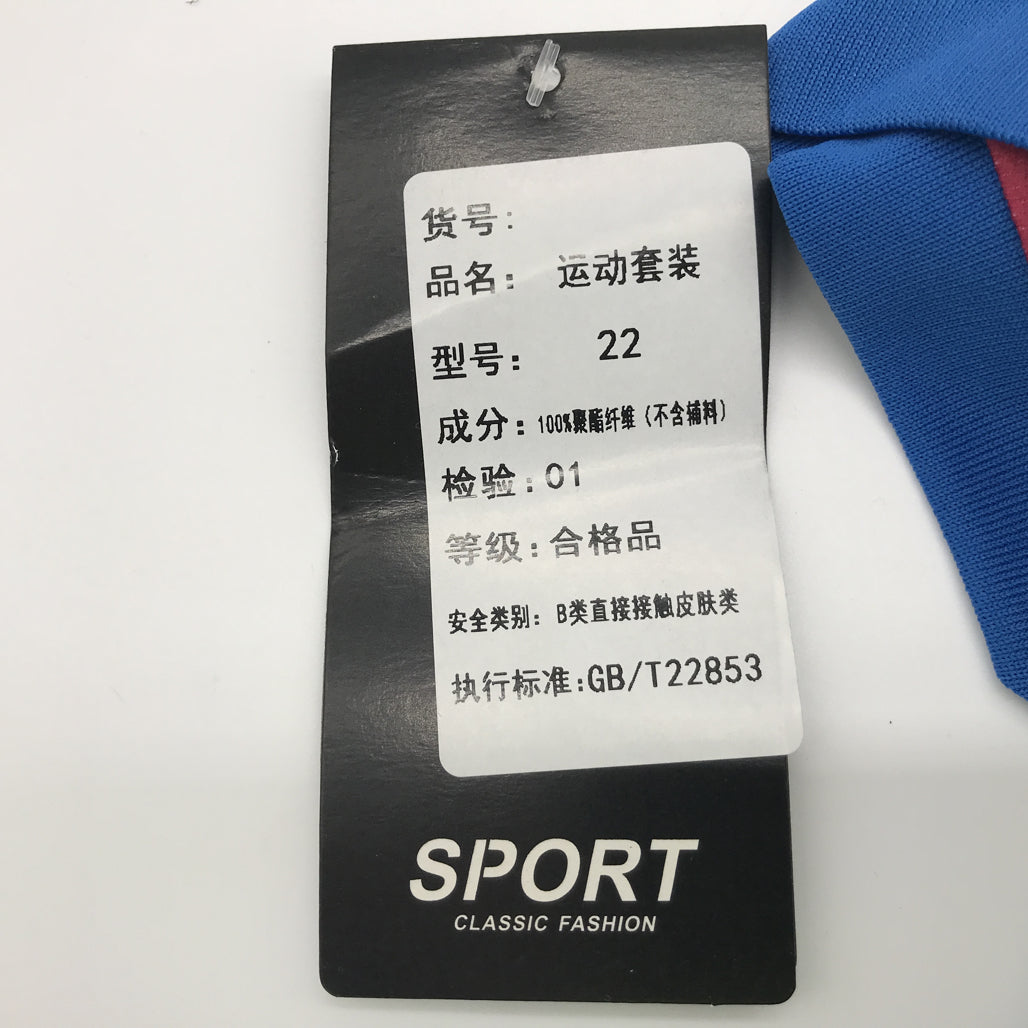 货号:
品名: 运动套装
型号: 22
成分: 100%聚酯纤维(不含辅料)
检验:01
等级:合格品
安全类别: B类直接接触皮肤类
执行标准:GB/T22853
SPORT
CLASSIC FASHION